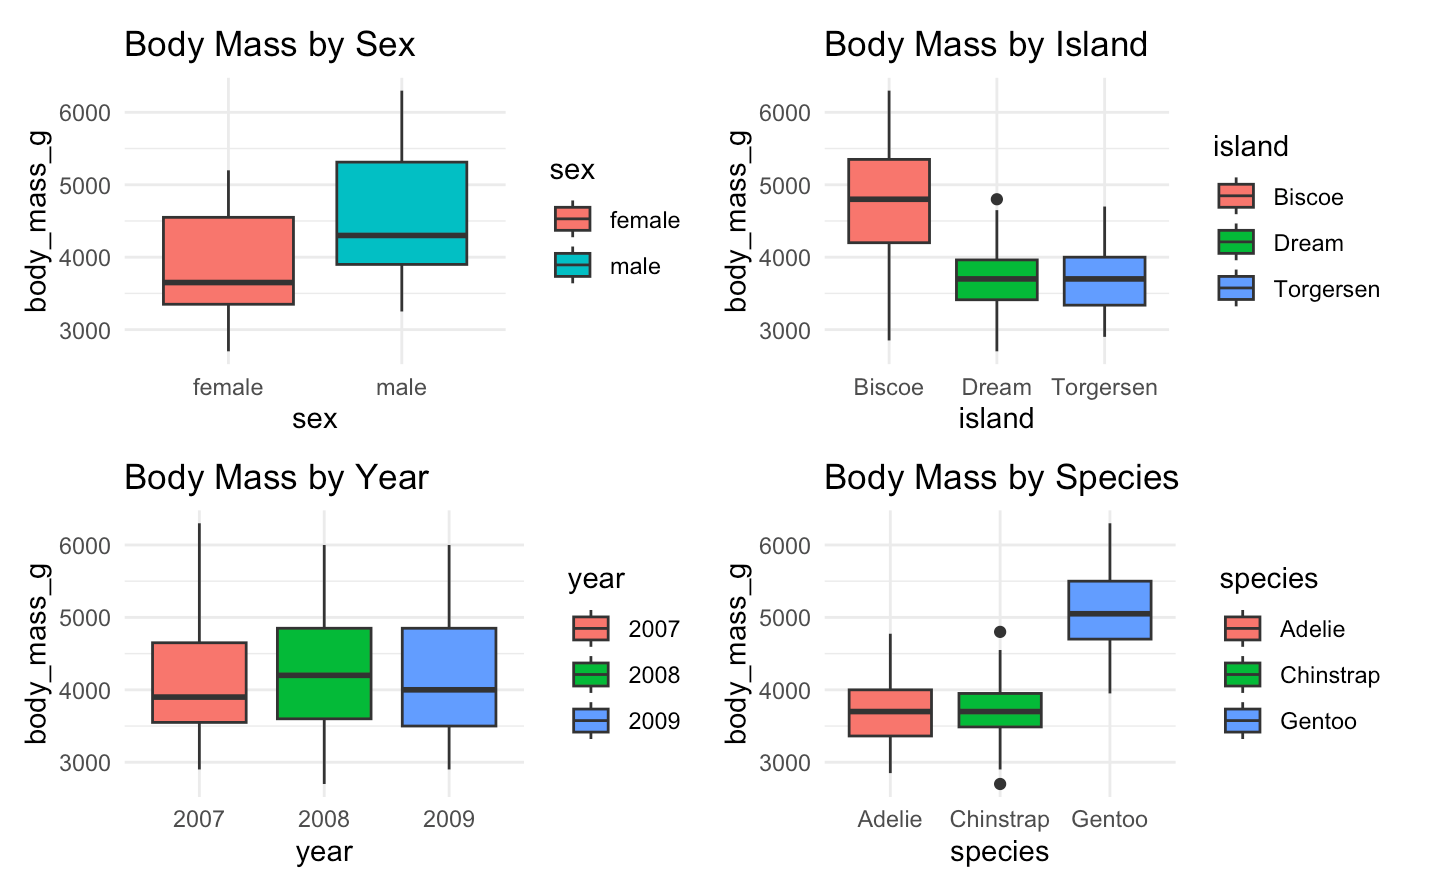 Body Mass by Sex
body_mass_g
6000
5000
4000
3000
female
male
sex
sex
female
male
Body Mass by Island
body_mass_g
6000
5000
4000
3000
Biscoe
Dream
Torgersen
island
island
Biscoe
Dream
Torgersen
Body Mass by Year
body_mass_g
6000
5000
4000
3000
2007
2008
2009
year
year
2007
2008
2009
Body Mass by Species
body_mass_g
6000
5000
4000
3000
Adelie
Chinstrap
Gentoo
species
species
Adelie
Chinstrap
Gentoo